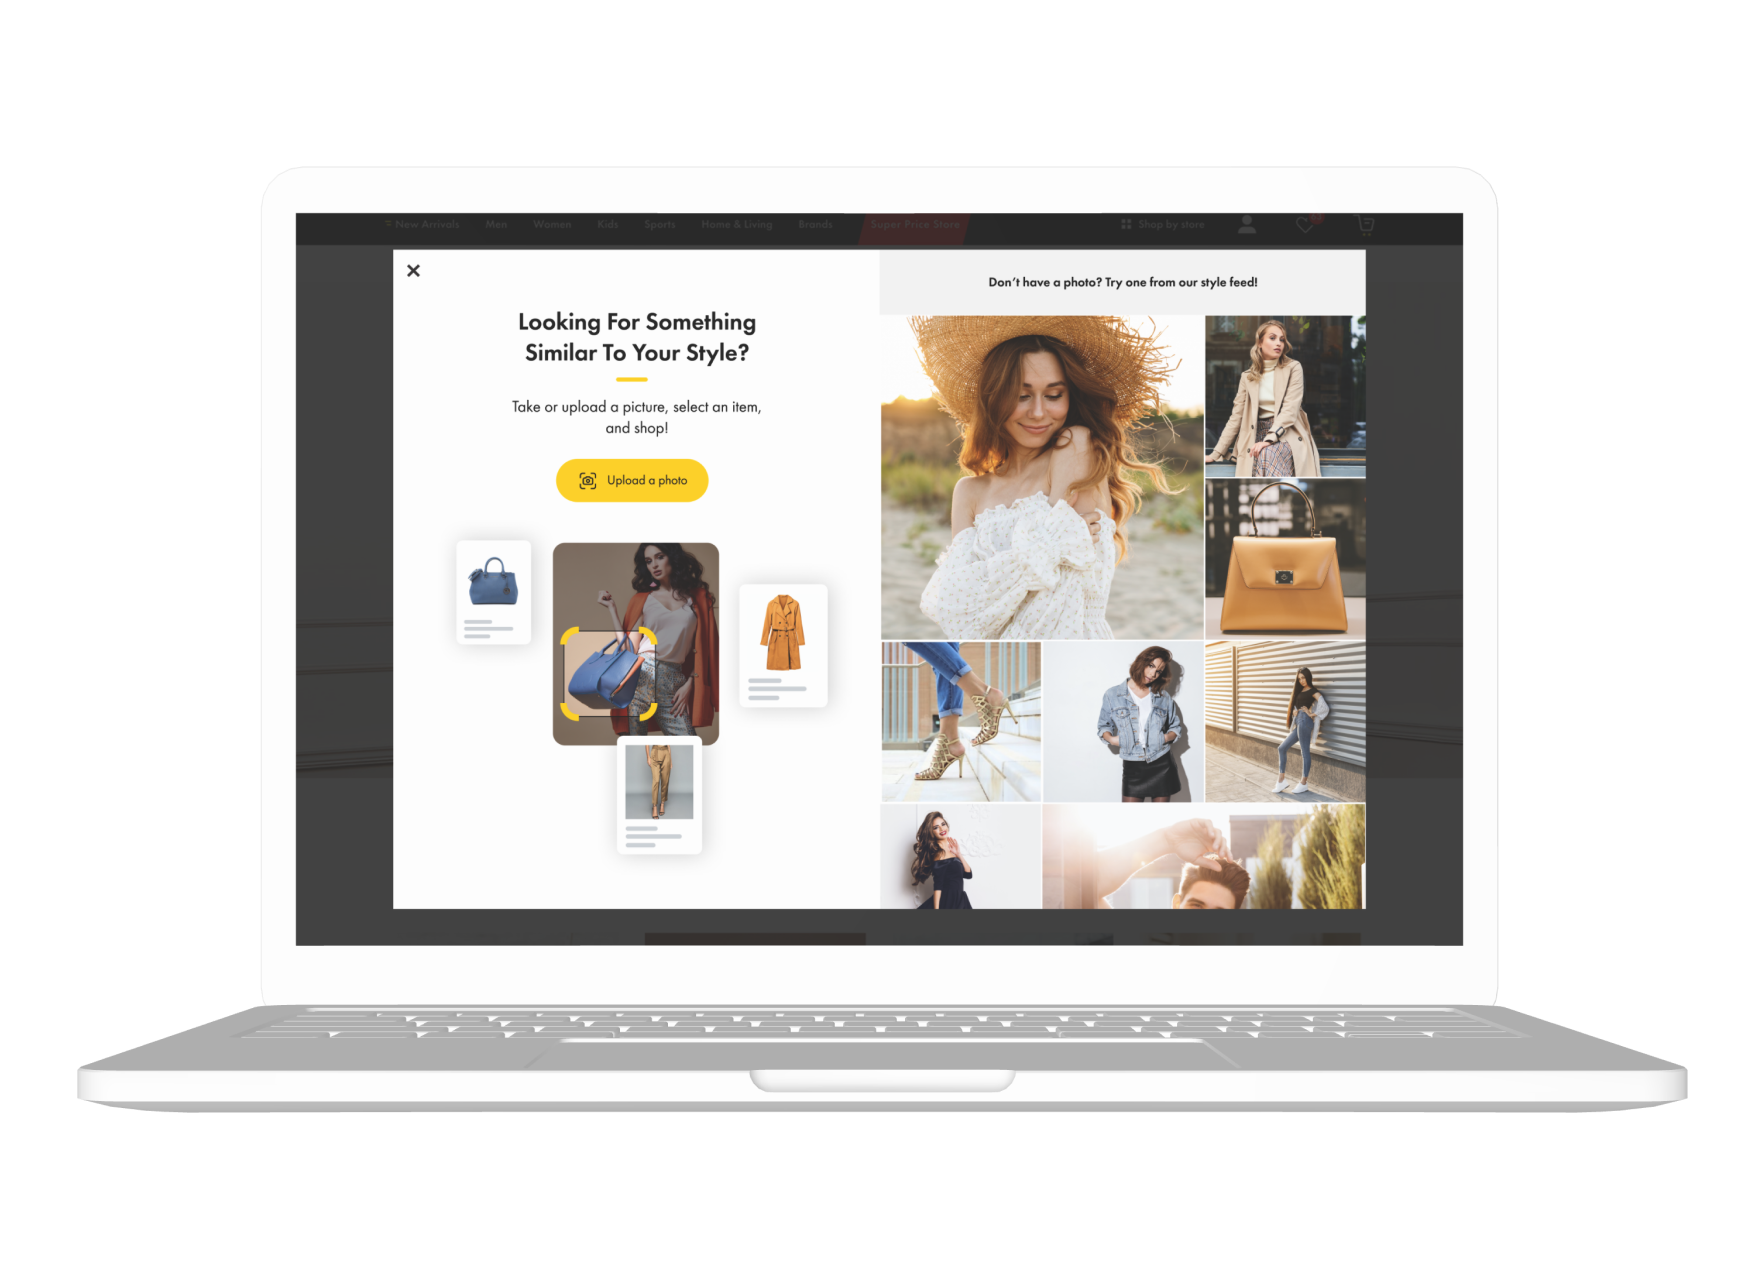 New Arrivals Men Women Kids Sports Home & Living Brands Super Price Store Shop by store
Looking For Something
Similar To Your Style?
Take or upload a picture, select an item,
and shop!
Upload a photo
Don't have a photo? Try one from our style feed!